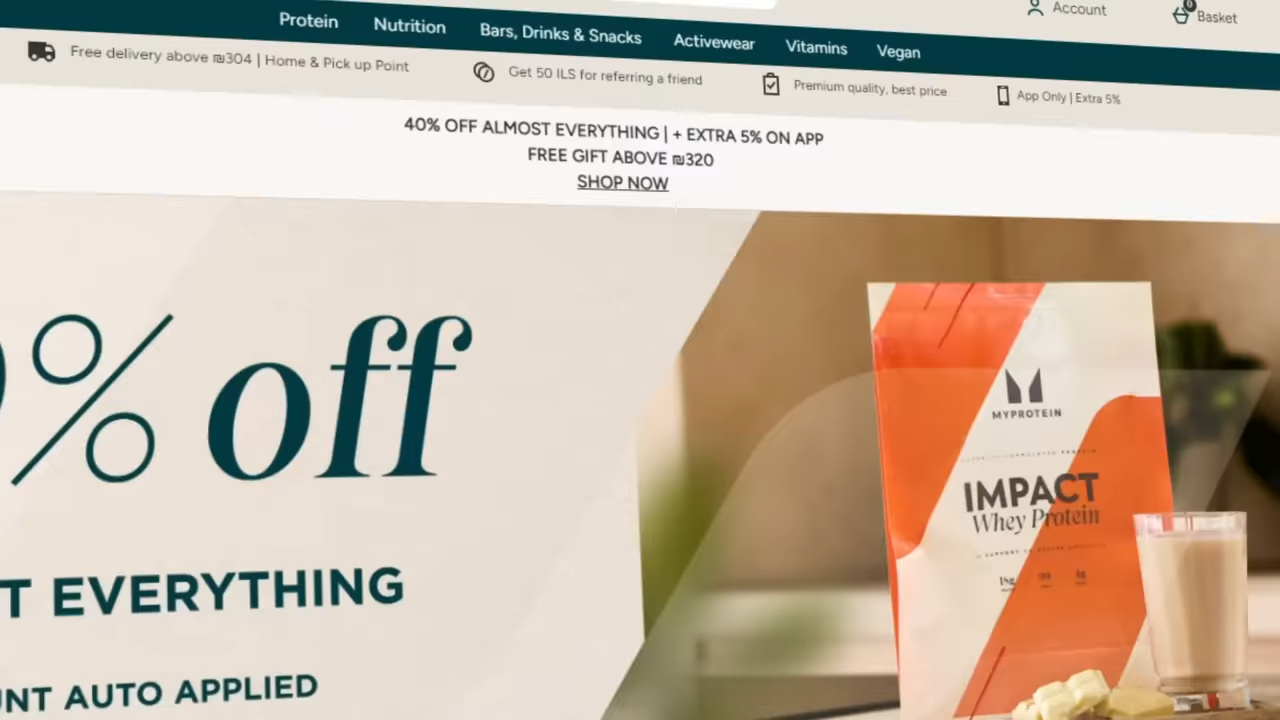 Account
0
Basket
Protein Nutrition Bars, Drinks & Snacks Activewear Vitamins Vegan
Free delivery above ₪304 | Home & Pick up Point
Get 50 ILS for referring a friend
Premium quality, best price
App Only | Extra 5%
40% OFF ALMOST EVERYTHING | + EXTRA 5% ON APP
FREE GIFT ABOVE ₪320
SHOP NOW
% off
T EVERYTHING
UNT AUTO APPLIED
MYPROTEIN
IMPACT
Whey Protein